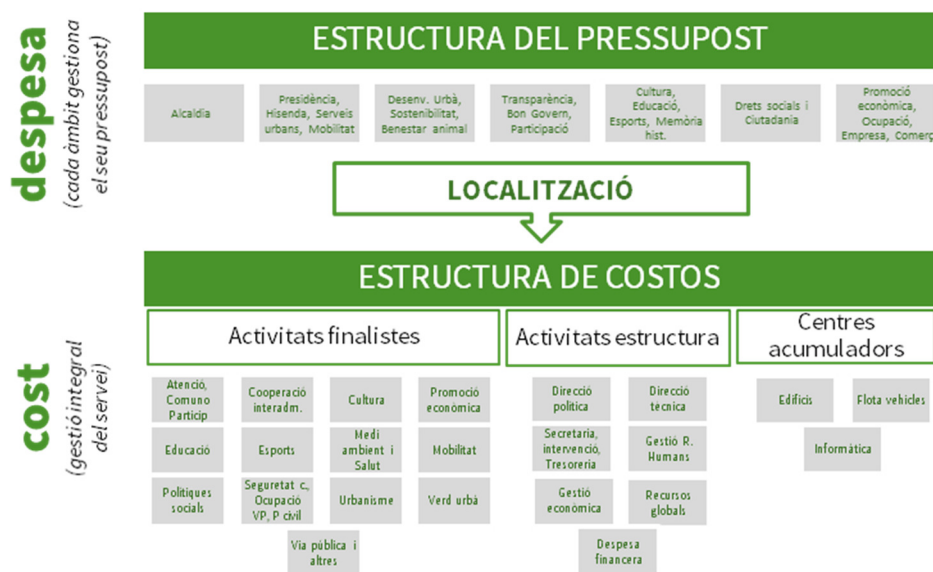 despesa
(cada àmbit gestiona
el seu pressupost)
ESTRUCTURA DEL PRESSUPOST
Alcaldia
Presidència,
Hisenda, Serveis
urbans, Mobilitat
Desenv. Urbà,
Sostenibilitat,
Benestar animal
Transparència,
Bon Govern,
Participació
Cultura,
Educació,
Esports, Memòria
hist.
Drets socials i
Ciutadania
Promoció
econòmica,
Ocupació,
Empresa, Comerç
LOCALITZACIÓ
cost
(gestió integral
del servei)
ESTRUCTURA DE COSTOS
Activitats finalistes
Activitats estructura
Centres
acumuladors
Atenció,
Comuno
Particip
Cooperació
interadm.
Cultura
Promoció
econòmica
Educació
Esports
Medi
ambient i
Salut
Mobilitat
Polítiques
socials
Seguretat c.,
Ocupació
VP, P civil
Urbanisme
Verd urbà
Via pública i
altres
Direcció
política
Direcció
tècnica
Secretaria,
intervenció,
Tresoreria
Gestió R.
Humans
Gestió
econòmica
Recursos
globals
Despesa
financera
Edificis
Flota vehicles
Informàtica